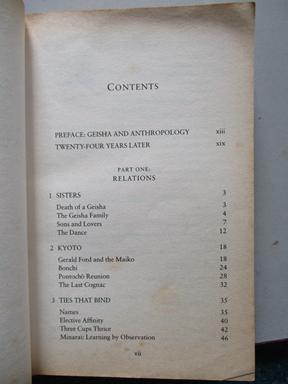 CONTENTS
PREFACE: GEISHA AND ANTHROPOLOGY xiii
TWENTY-FOUR YEARS LATER xix
PART ONE:
RELATIONS
1 SISTERS 3
Death of a Geisha 3
The Geisha Family 4
Sons and Lovers 7
The Dance 12
2 KYOTO 18
Gerald Ford and the Maiko 18
Bonchi 24
Pontochō Reunion 28
The Last Cognac 32
3 TIES THAT BIND 35
Names 35
Elective Affinity 40
Three Cups Thrice 42
Minarai: Learning by Observation 46
vii